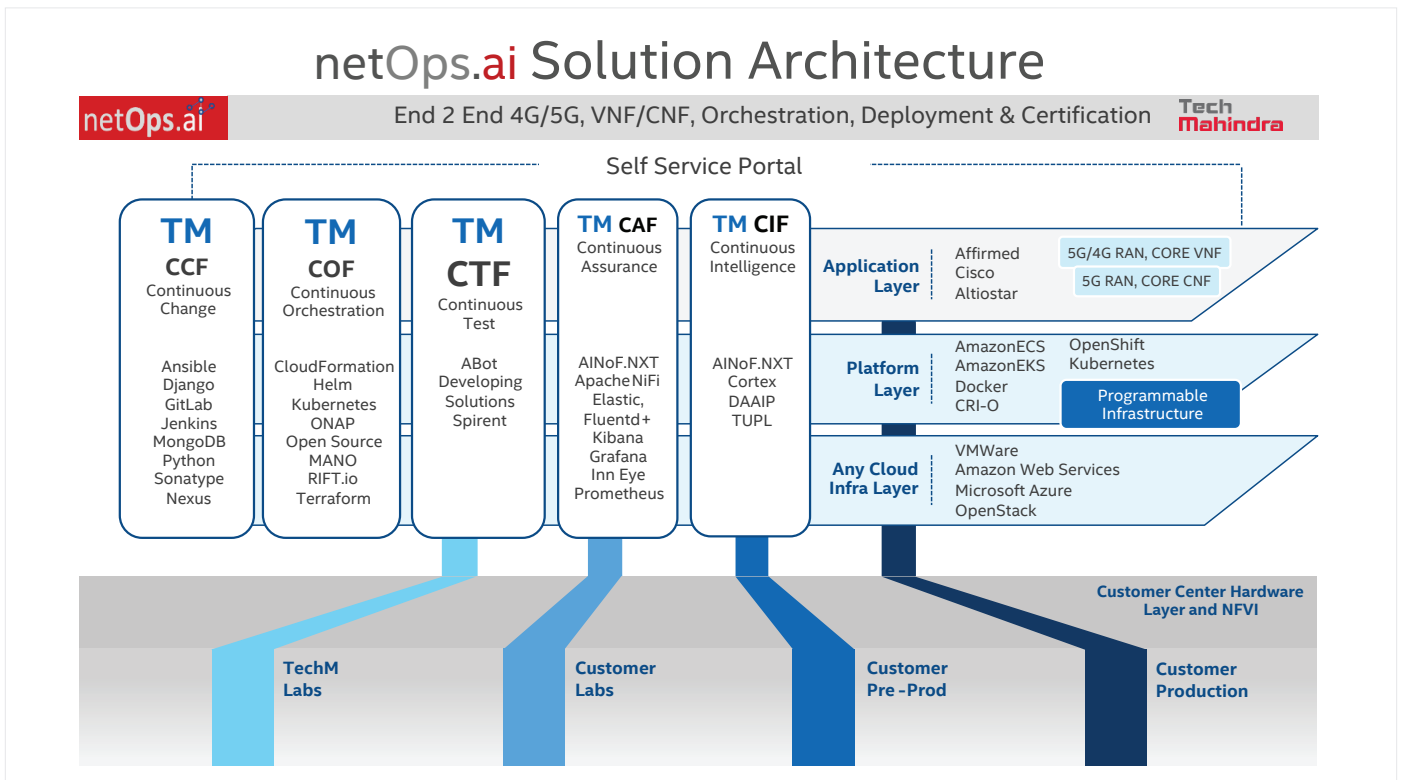 netOps.ai Solution Architecture
netOps.ai
End 2 End 4G/5G, VNF/CNF, Orchestration, Deployment & Certification
Tech
Mahindra
Self Service Portal
TM
CCF
Continuous
Change
Ansible
Django
GitLab
Jenkins
MongoDB
Python
Sonatype
Nexus
TM
COF
Continuous
Orchestration
CloudFormation
Helm
Kubernetes
ONAP
Open Source
MANO
RIFT.io
Terraform
TM
CTF
Continuous
Test
ABot
Developing
Solutions
Spirent
TM CAF
Continuous
Assurance
AINoF.NXT
Apache NiFi
Elastic,
Fluentd+
Kibana
Grafana
Inn Eye
Prometheus
TM CIF
Continuous
Intelligence
AINoF.NXT
Cortex
DAAIP
TUPL
Application
Layer
Affirmed
Cisco
Altiostar
5G/4G RAN, CORE VNF
5G RAN, CORE CNF
Platform
Layer
AmazonECS
AmazonEKS
Docker
CRI-O
OpenShift
Kubernetes
Programmable
Infrastructure
Any Cloud
Infra Layer
VMWare
Amazon Web Services
Microsoft Azure
OpenStack
Customer Center Hardware
Layer and NFVI
TechM
Labs
Customer
Labs
Customer
Pre-Prod
Customer
Production